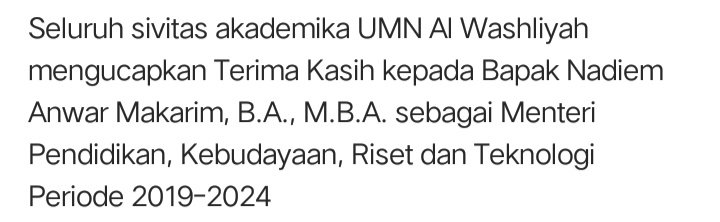 Seluruh sivitas akademika UMN Al Washliyah
mengucapkan Terima Kasih kepada Bapak Nadiem
Anwar Makarim, B.A., M.B.A. sebagai Menteri
Pendidikan, Kebudayaan, Riset dan Teknologi
Periode 2019-2024